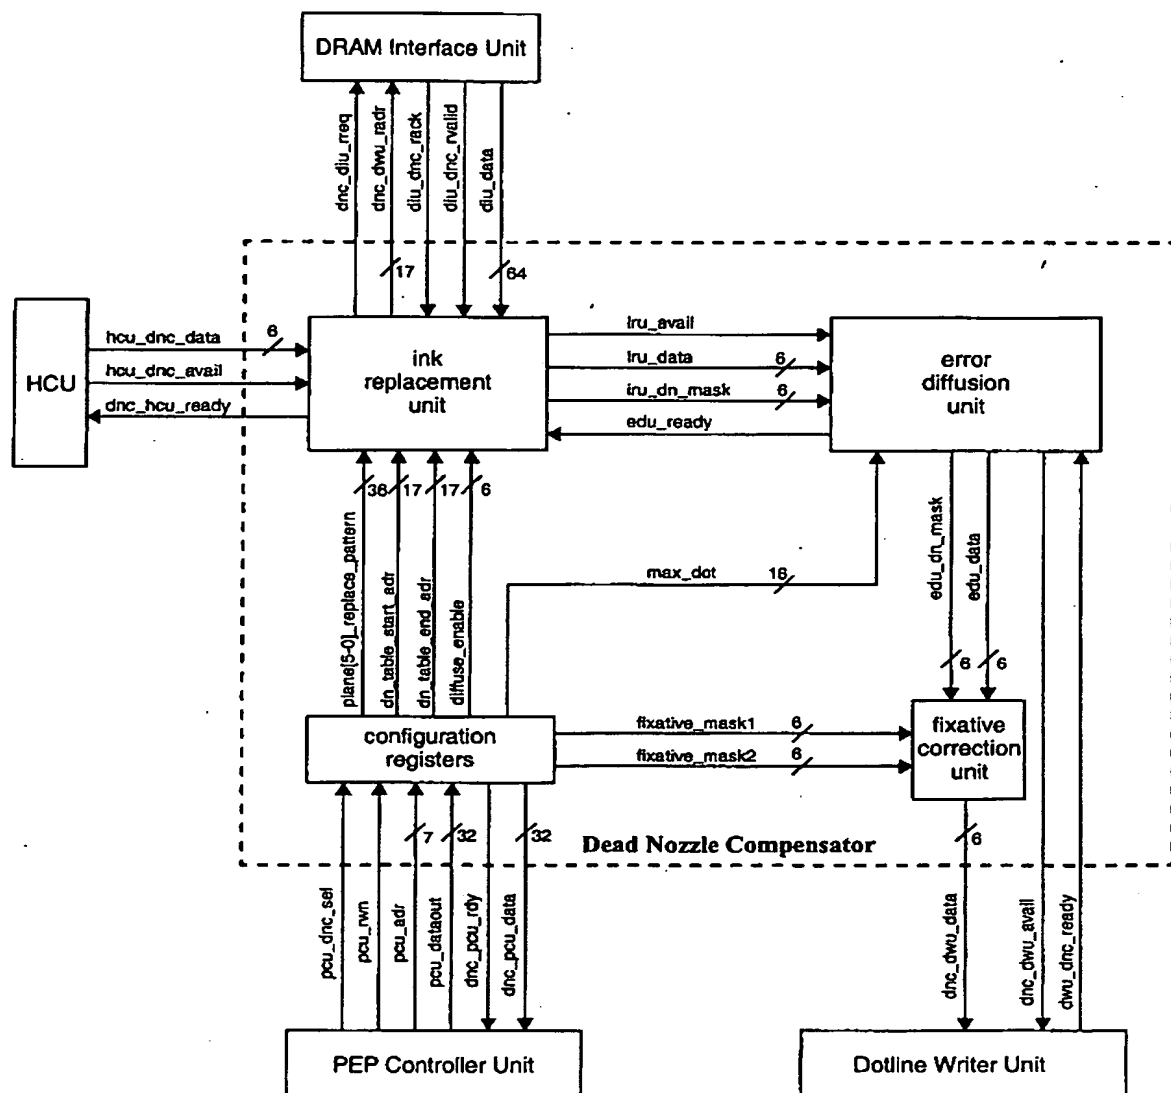 DRAM Interface Unit
dnc_diu_rreq
dnc_dwu_radr
diu_dnc_rack
diu_dnc_rvalid
diu_data
17
64
HCU
hcu_dnc_data
6
hcu_dnc_avail
dnc_hcu_ready
ink
replacement
unit
iru_avail
iru_data
6
iru_dn_mask
6
edu_ready
error
diffusion
unit
36
17
17
6
plane[5-0]_replace_pattern
dn_table_start_adr
dn_table_end_adr
diffuse_enable
max_dot
16
edu_dn_mask
edu_data
6
6
configuration
registers
fixative_mask1
6
fixative_mask2
6
fixative
correction
unit
7
32
32
Dead Nozzle Compensator
6
pcu_dnc_sel
pcu_rwn
pcu_adr
pcu_dataout
dnc_pcu_rdy
dnc_pcu_data
dnc_dwu_data
dnc_dwu_avail
dwu_dnc_ready
PEP Controller Unit
Dotline Writer Unit